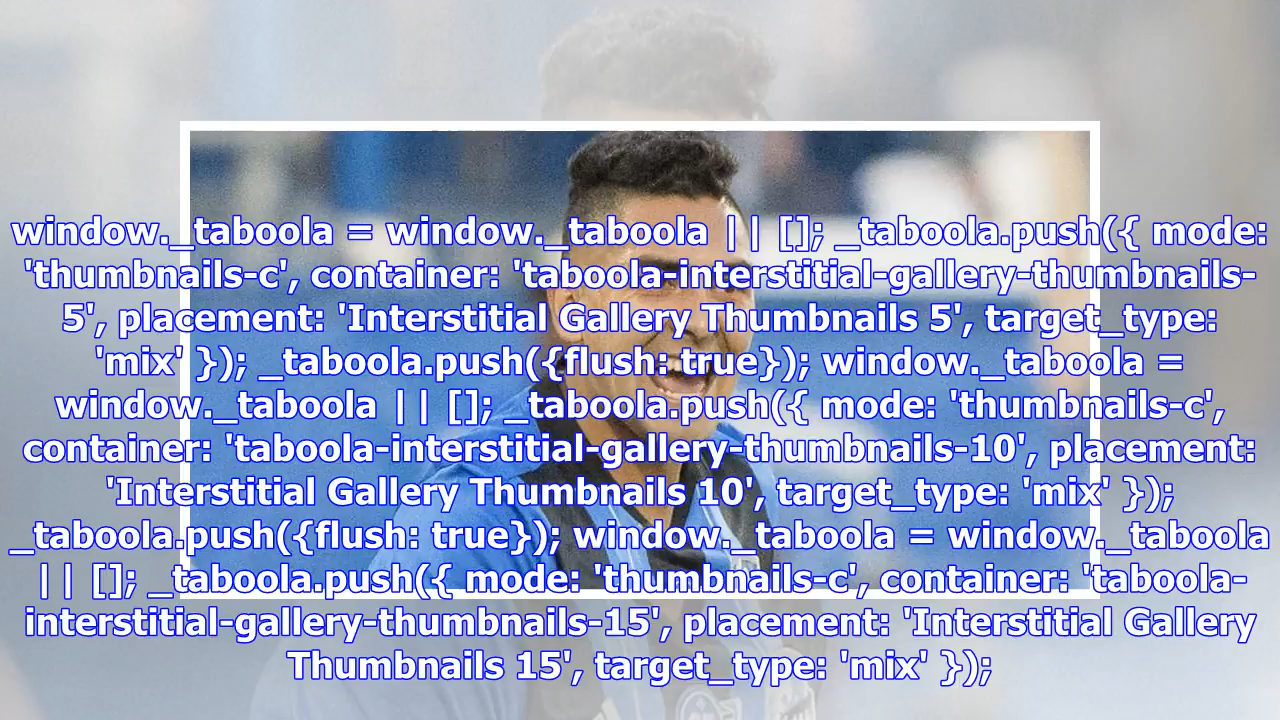 window._taboola = window._taboola || []; _taboola.push({ mode:
'thumbnails-c', container: 'taboola-interstitial-gallery-thumbnails-
5', placement: 'Interstitial Gallery Thumbnails 5', target_type:
'mix' }); _taboola.push({flush: true}); window._taboola =
window._taboola || []; _taboola.push({ mode: 'thumbnails-c',
container: 'taboola-interstitial-gallery-thumbnails-10', placement:
'Interstitial Gallery Thumbnails 10', target_type: 'mix' });
_taboola.push({flush: true}); window._taboola = window._taboola
|| []; _taboola.push({ mode: 'thumbnails-c', container: 'taboola-
interstitial-gallery-thumbnails-15', placement: 'Interstitial Gallery
Thumbnails 15', target_type: 'mix' });